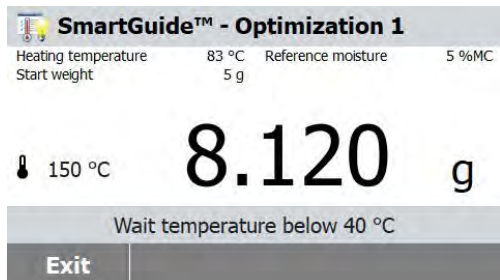 SmartGuide™ - Optimization 1
Heating temperature 83 °C Reference moisture 5 %MC
Start weight 5 g
150 °C 8.120 g
Wait temperature below 40 °C
Exit